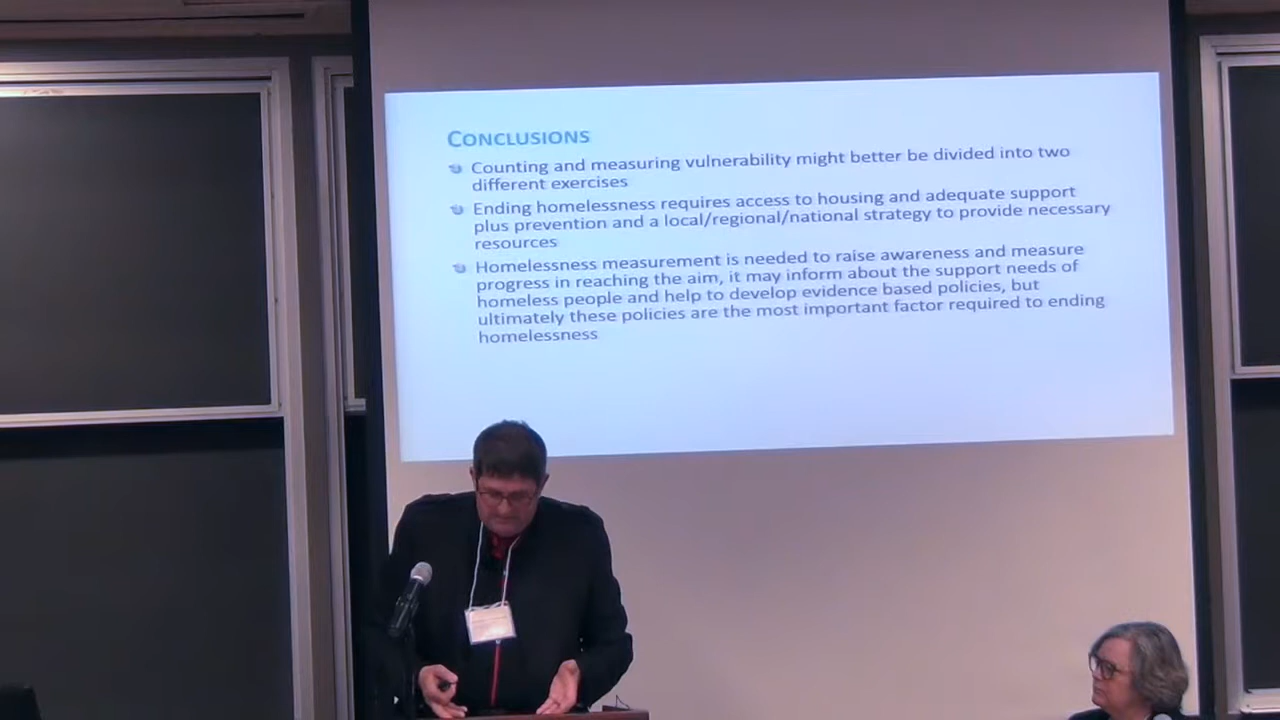 CONCLUSIONS
Counting and measuring vulnerability might better be divided into two
different exercises
Ending homelessness requires access to housing and adequate support
plus prevention and a local/regional/national strategy to provide necessary
resources
Homelessness measurement is needed to raise awareness and measure
progress in reaching the aim, it may inform about the support needs of
homeless people and help to develop evidence based policies, but
ultimately these policies are the most important factor required to ending
homelessness